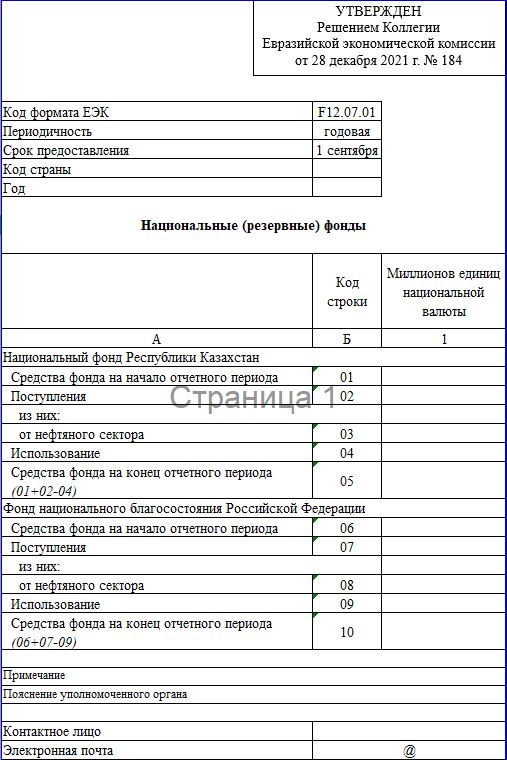 УТВЕРЖДЕН
Решением Коллегии
Евразийской экономической комиссии
от 28 декабря 2021 г. № 184
Код формата ЕЭК F12.07.01
Периодичность годовая
Срок предоставления 1 сентября
Код страны
Год
Национальные (резервные) фонды
Код строки
Миллионов единиц национальной валюты
А Б 1
Национальный фонд Республики Казахстан
Средства фонда на начало отчетного периода 01
Поступления 02
Страница 1
из них:
от нефтяного сектора 03
Использование 04
Средства фонда на конец отчетного периода
(01+02-04) 05
Фонд национального благосостояния Российской Федерации
Средства фонда на начало отчетного периода 06
Поступления 07
из них:
от нефтяного сектора 08
Использование 09
Средства фонда на конец отчетного периода
(06+07-09) 10
Примечание
Пояснение уполномоченного органа
Контактное лицо
Электронная почта @